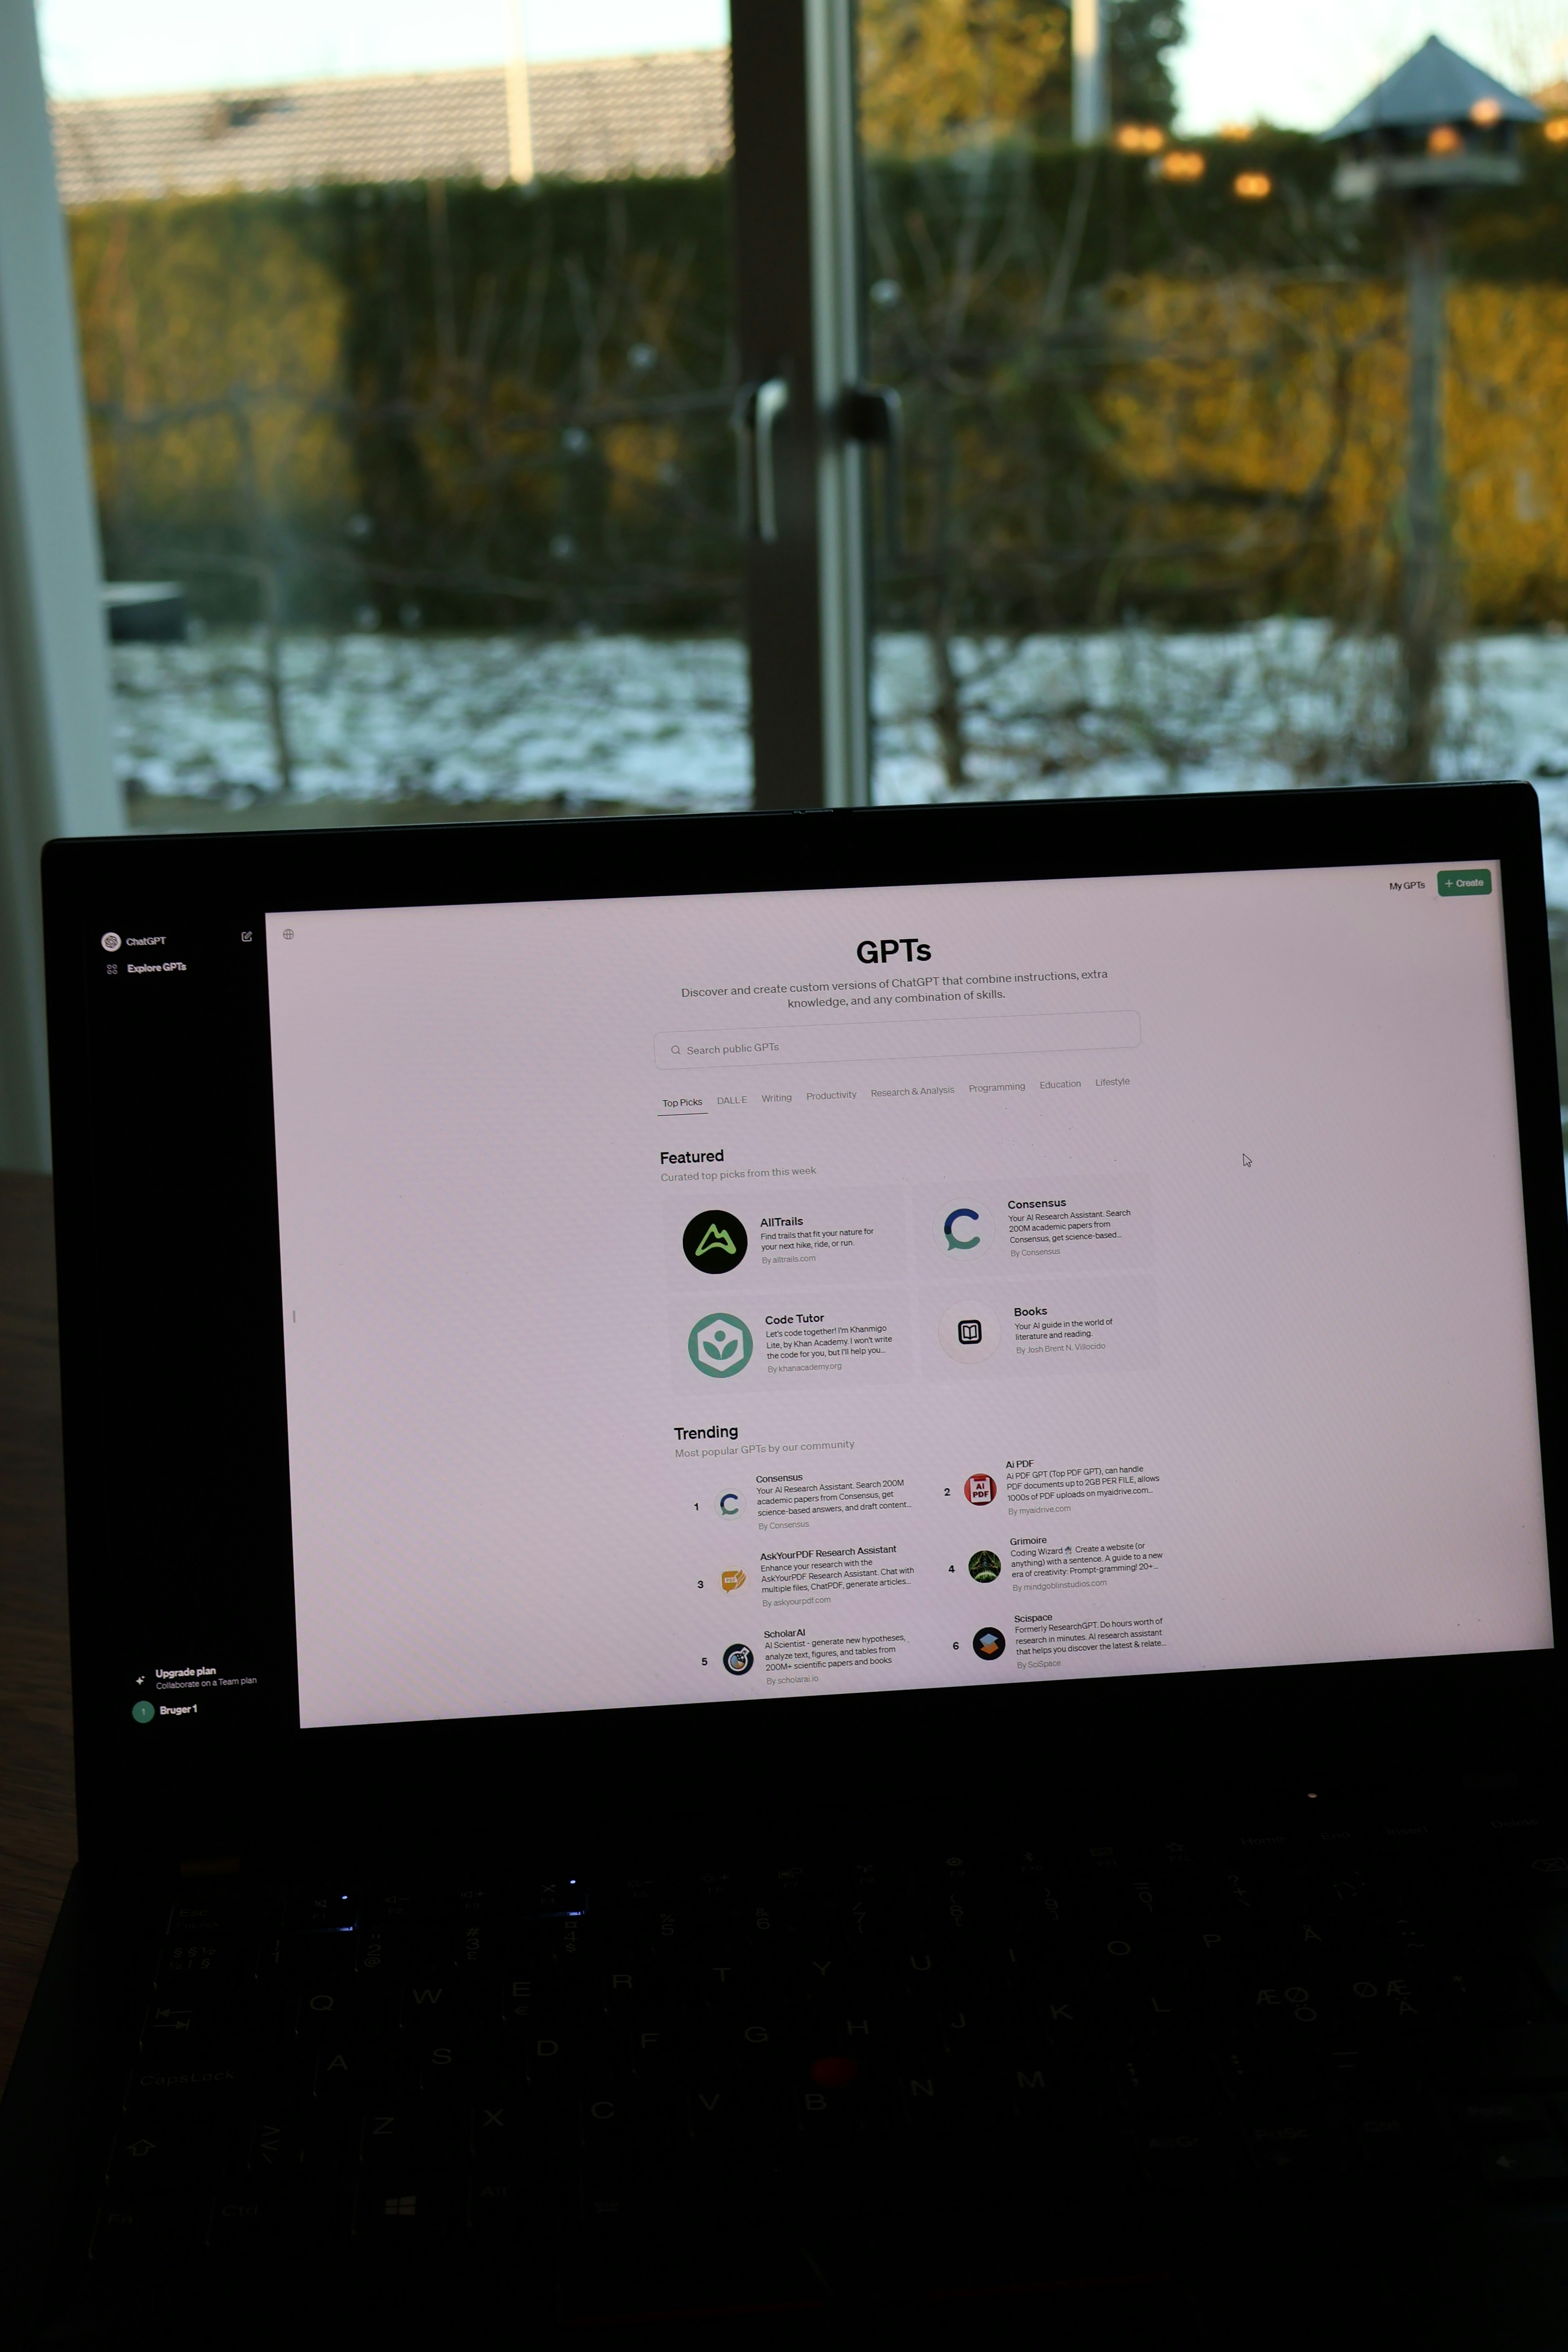 ChatGPT
Explore GPTs
My GPTs
+ Create
GPTs
Discover and create custom versions of ChatGPT that combine instructions, extra
knowledge, and any combination of skills.
Search public GPTs
Top Picks DALL·E Writing Productivity Research & Analysis Programming Education Lifestyle
Featured
Curated top picks from this week
AllTrails
Find trails that fit your nature for
your next hike, ride, or run.
By alltrails.com
Consensus
Your AI Research Assistant. Search
200M academic papers from
Consensus, get science-based...
By Consensus
Code Tutor
Let's code together! I'm Khanmigo
Lite, by Khan Academy. I won't write
the code for you, but I'll help you...
By khanacademy.org
Books
Your AI guide in the world of
literature and reading.
By Josh Brent N. Villocido
Trending
Most popular GPTs by our community
1
Consensus
Your AI Research Assistant. Search 200M
academic papers from Consensus, get
science-based answers, and draft content...
By Consensus
2
AI
PDF
Ai PDF
Ai PDF GPT (Top PDF GPT), can handle
PDF documents up to 2GB PER FILE, allows
1000s of PDF uploads on myaidrive.com...
By myaidrive.com
3
AskYourPDF Research Assistant
Enhance your research with the
AskYourPDF Research Assistant. Chat with
multiple files, ChatPDF, generate articles...
By askyourpdf.com
4
Grimoire
Coding Wizard🧙 Create a website (or
anything) with a sentence. A guide to a new
era of creativity: Prompt-gramming! 20+...
By mindgoblinstudios.com
5
ScholarAI
AI Scientist - generate new hypotheses,
analyze text, figures, and tables from
200M+ scientific papers and books
By scholarai.io
6
Scispace
Formerly ResearchGPT. Do hours worth of
research in minutes. AI research assistant
that helps you discover the latest & relate...
By SciSpace
Upgrade plan
Collaborate on a Team plan
1
Bruger 1
Home End Insert Delete
Esc
Q W E R T Y U I O P Å
€
CapsLock A S D F G H J K L ÆØ ØÆ
Ö Ä
Z X C V B N M
Fn Ctrl Alt